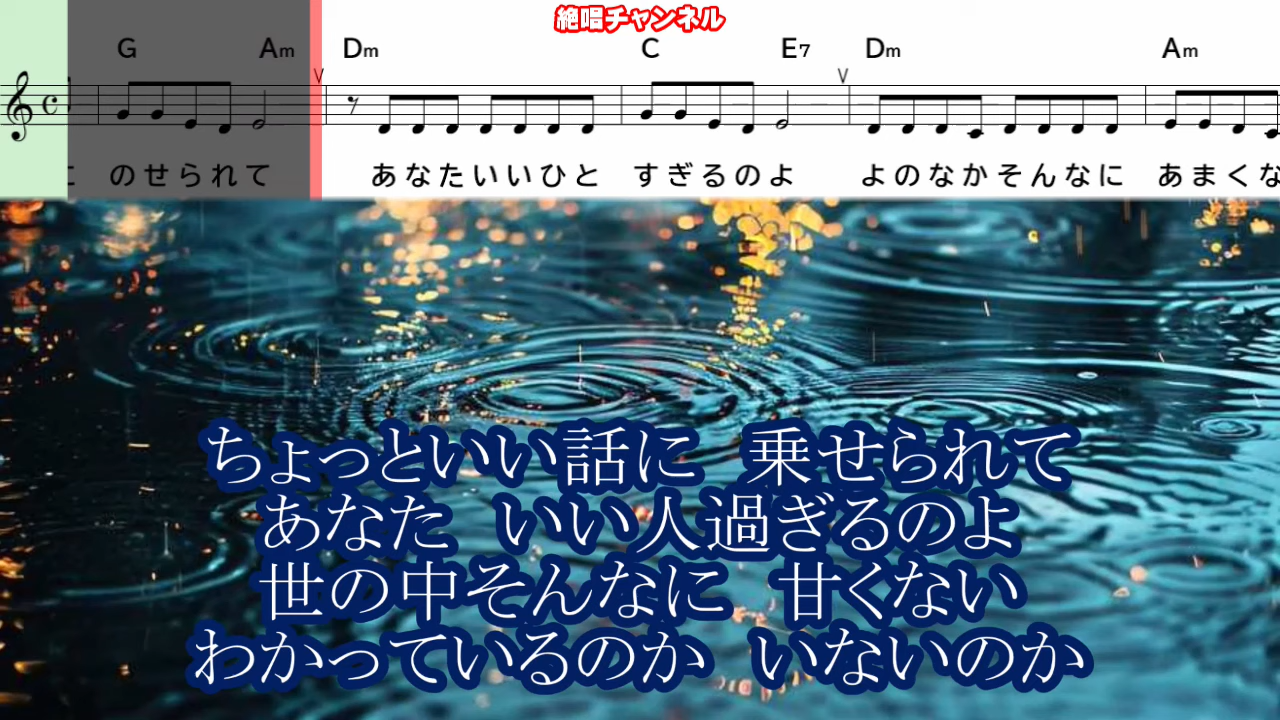 絶唱チャンネル
G Am Dm C E7 Dm Am
のせられて あなたいいひと すぎるのよ よのなかそんなに あまくな
ちょっといい話に 乗せられて
あなた いい人過ぎるのよ
世の中そんなに 甘くない
わかっているのか いないのか